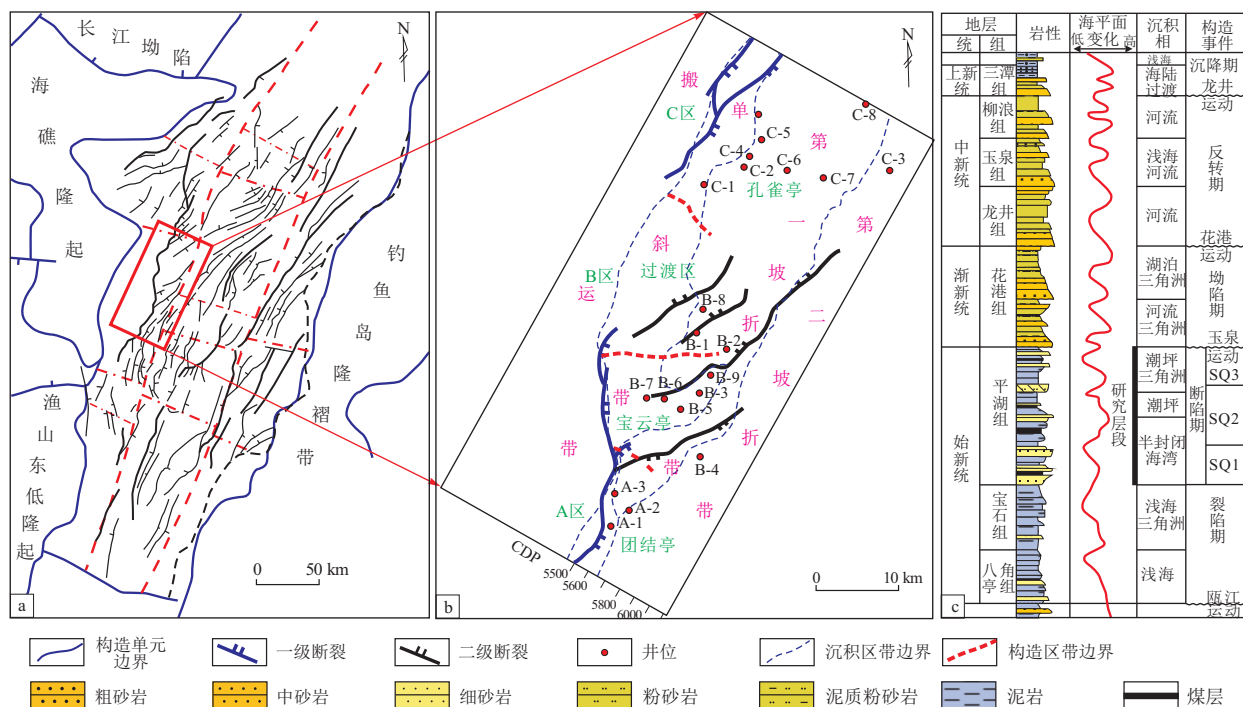 长江坳陷
海礁隆起
渔山东低隆起
钓鱼岛隆褶带
N
0 50 km
a
N
搬运斜坡带
单一坡折带
第一坡折带
第二坡折带
C区
B区
A区
孔雀亭
过渡区
宝云亭
团结亭
C-8
C-5
C-4
C-6
C-3
C-2
C-7
C-1
B-8
B-1
B-2
B-9
B-7
B-6
B-3
B-5
B-4
A-3
A-2
A-1
CDP
5500
5600
5800
6000
0 10 km
b
地层
统 组
岩性
海平面
低 变化 高
沉积
相
构造
事件
浅海
沉降期
上新统
三潭组
海陆
过渡
龙井
运动
中新统
柳浪组
河流
玉泉组
浅海
河流
反转期
龙井组
河流
花港
运动
渐新统
花港组
湖泊
三角洲
坳陷期
河流
三角洲
玉泉
运动
始新统
平湖组
研究层段
潮坪
三角洲
SQ3
潮坪
断陷期
SQ2
半封闭
海湾
SQ1
宝石组
浅海
三角洲
裂陷期
八角亭组
浅海
瓯江
运动
c
构造单元
边界
一级断裂
二级断裂
井位
沉积区带边界
构造区带边界
粗砂岩
中砂岩
细砂岩
粉砂岩
泥质粉砂岩
泥岩
煤层